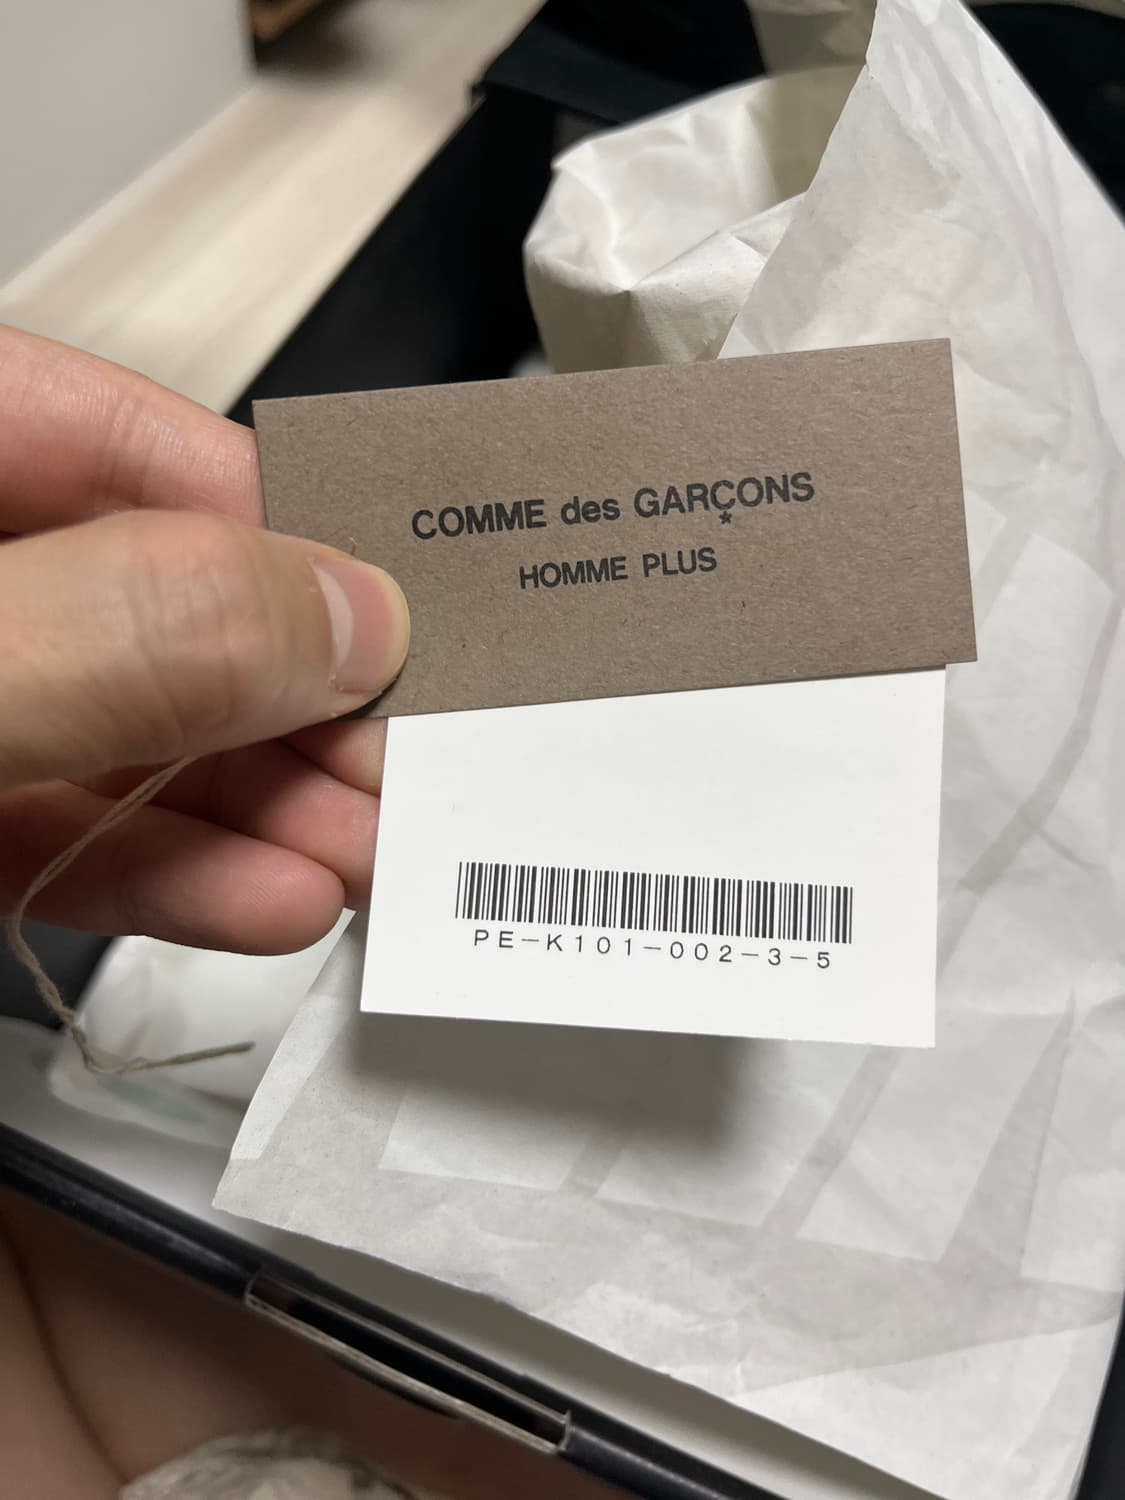 COMME des GARÇONS
*
HOMME PLUS
PE-K101-002-3-5